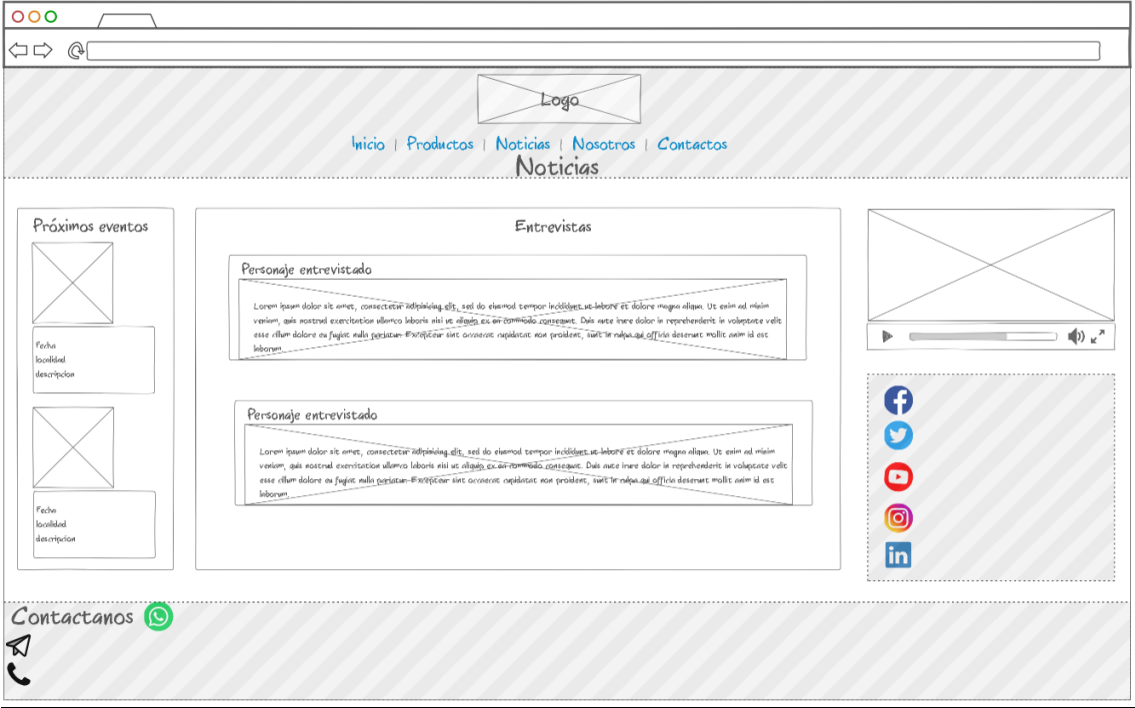 Logo
Inicio | Productos | Noticias | Nosotros | Contactos
Noticias
Próximos eventos
Fecha
localidad
descripcion
Fecha
localidad
descripcion
Entrevistas
Personaje entrevistado
Lorem ipsum dolor sit amet, consectetur adipisicing elit, sed do eiusmod tempor incididunt ut labore et dolore magna aliqua. Ut enim ad minim
veniam, quis nostrud exercitation ullamco laboris nisi ut aliquip ex ea commodo consequat. Duis aute irure dolor in reprehenderit in voluptate velit
esse cillum dolore eu fugiat nulla pariatur. Excepteur sint occaecat cupidatat non proident, sunt in culpa qui officia deserunt mollit anim id est
laborum.
Personaje entrevistado
Lorem ipsum dolor sit amet, consectetur adipisicing elit, sed do eiusmod tempor incididunt ut labore et dolore magna aliqua. Ut enim ad minim
veniam, quis nostrud exercitation ullamco laboris nisi ut aliquip ex ea commodo consequat. Duis aute irure dolor in reprehenderit in voluptate velit
esse cillum dolore eu fugiat nulla pariatur. Excepteur sint occaecat cupidatat non proident, sunt in culpa qui officia deserunt mollit anim id est
laborum.
in
Contactanos